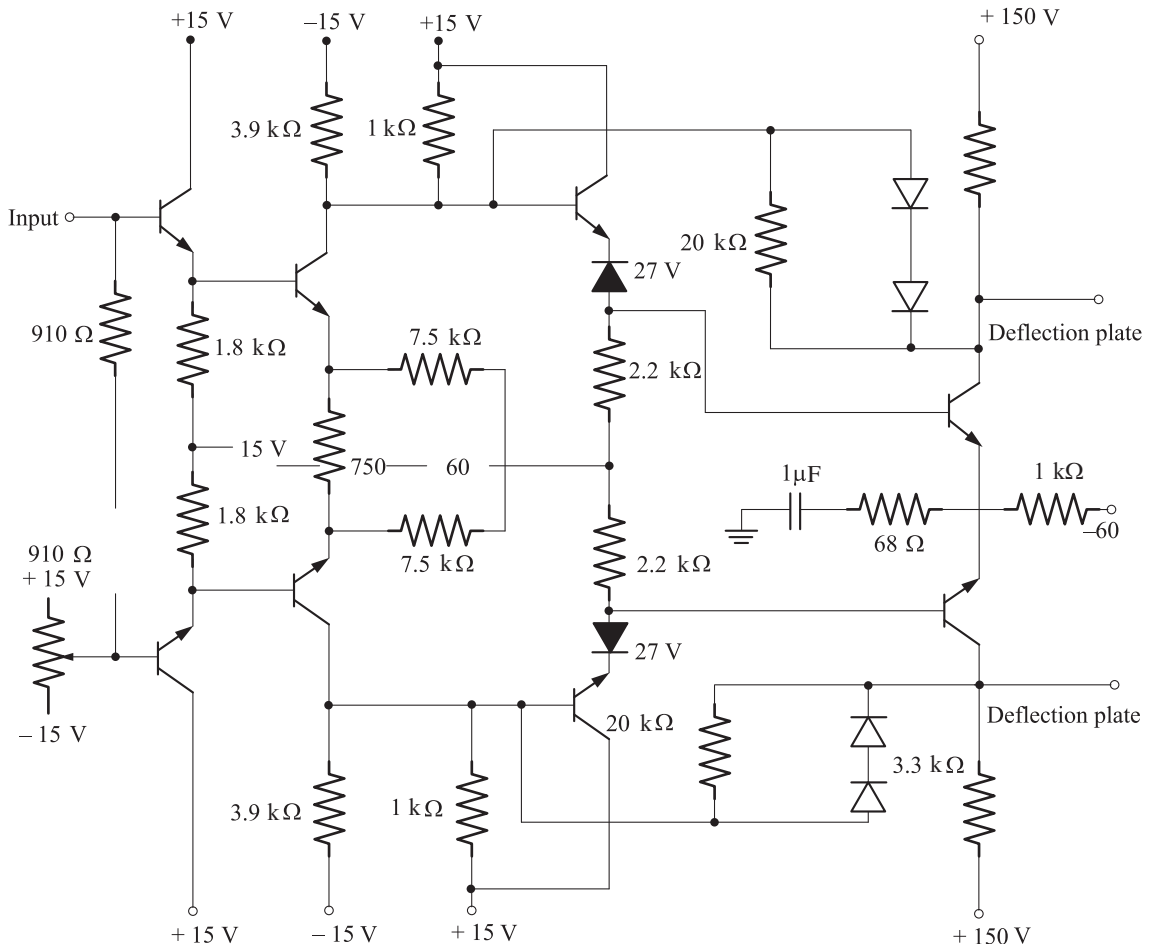 +15 V
–15 V
+15 V
+ 150 V
3.9 kΩ
1 kΩ
Input
20 kΩ
27 V
910 Ω
1.8 kΩ
7.5 kΩ
Deflection plate
2.2 kΩ
15 V
750
60
1μF
1 kΩ
1.8 kΩ
68 Ω
–60
7.5 kΩ
2.2 kΩ
910 Ω
+ 15 V
27 V
– 15 V
20 kΩ
Deflection plate
3.3 kΩ
3.9 kΩ
1 kΩ
+ 15 V
– 15 V
+ 15 V
+ 150 V